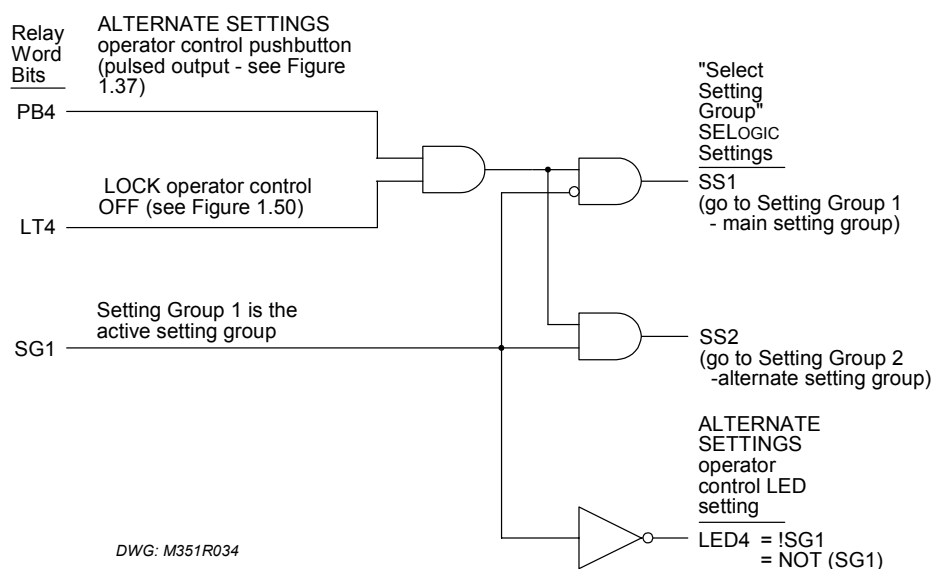 Relay
Word
Bits
ALTERNATE SETTINGS
operator control pushbutton
(pulsed output - see Figure
1.37)
PB4
LOCK operator control
OFF (see Figure 1.50)
LT4
Setting Group 1 is the
active setting group
SG1
"Select
Setting
Group"
SELOGIC
Settings
SS1
(go to Setting Group 1
- main setting group)
SS2
(go to Setting Group 2
-alternate setting group)
ALTERNATE
SETTINGS
operator
control LED
setting
LED4 = !SG1
= NOT (SG1)
DWG: M351R034